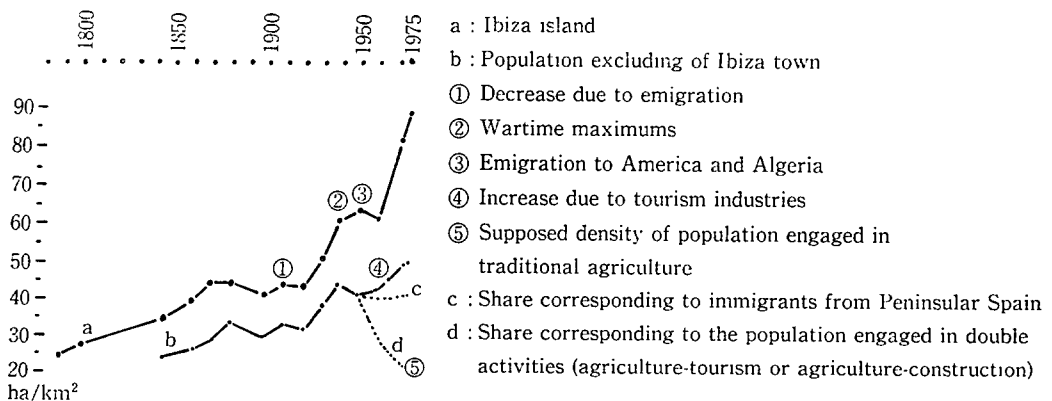 1800 1850 1900 1950 1975
90
80
70
60
50
40
30
20
ha/km²
a
b
①
②
③
④
c
d
⑤
a : Ibiza island
b : Population excluding of Ibiza town
① Decrease due to emigration
② Wartime maximums
③ Emigration to America and Algeria
④ Increase due to tourism industries
⑤ Supposed density of population engaged in
traditional agriculture
c : Share corresponding to immigrants from Peninsular Spain
d : Share corresponding to the population engaged in double
activities (agriculture-tourism or agriculture-construction)